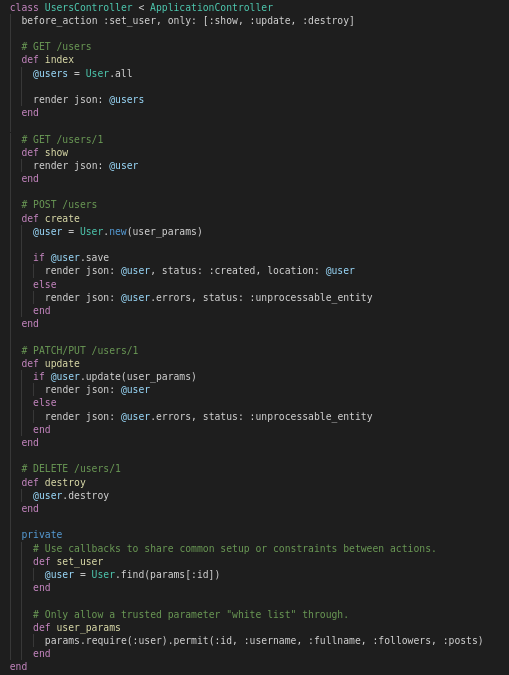 class UsersController < ApplicationController
  before_action :set_user, only: [:show, :update, :destroy]

  # GET /users
  def index
    @users = User.all

    render json: @users
  end

  # GET /users/1
  def show
    render json: @user
  end

  # POST /users
  def create
    @user = User.new(user_params)

    if @user.save
      render json: @user, status: :created, location: @user
    else
      render json: @user.errors, status: :unprocessable_entity
    end
  end

  # PATCH/PUT /users/1
  def update
    if @user.update(user_params)
      render json: @user
    else
      render json: @user.errors, status: :unprocessable_entity
    end
  end

  # DELETE /users/1
  def destroy
    @user.destroy
  end

  private
    # Use callbacks to share common setup or constraints between actions.
    def set_user
      @user = User.find(params[:id])
    end

    # Only allow a trusted parameter "white list" through.
    def user_params
      params.require(:user).permit(:id, :username, :fullname, :followers, :posts)
    end
end